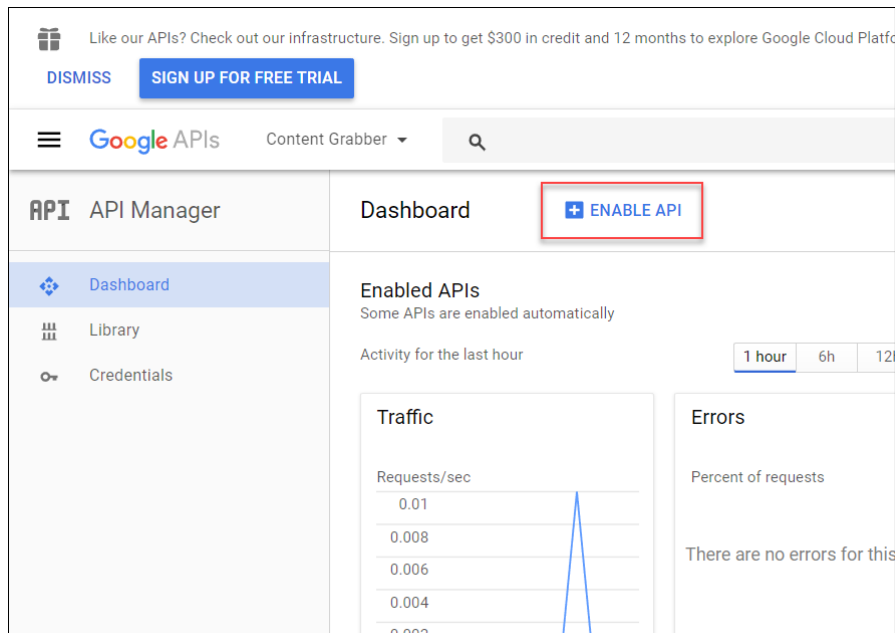 Like our APIs? Check out our infrastructure. Sign up to get $300 in credit and 12 months to explore Google Cloud
DISMISS
SIGN UP FOR FREE TRIAL
Google APIs
Content Grabber
API
API Manager
Dashboard
ENABLE API
Dashboard
Library
Credentials
Enabled APIs
Some APIs are enabled automatically
Activity for the last hour
1 hour
6h
Traffic
Requests/sec
0.01
0.008
0.006
0.004
Errors
Percent of requests
There are no errors for this